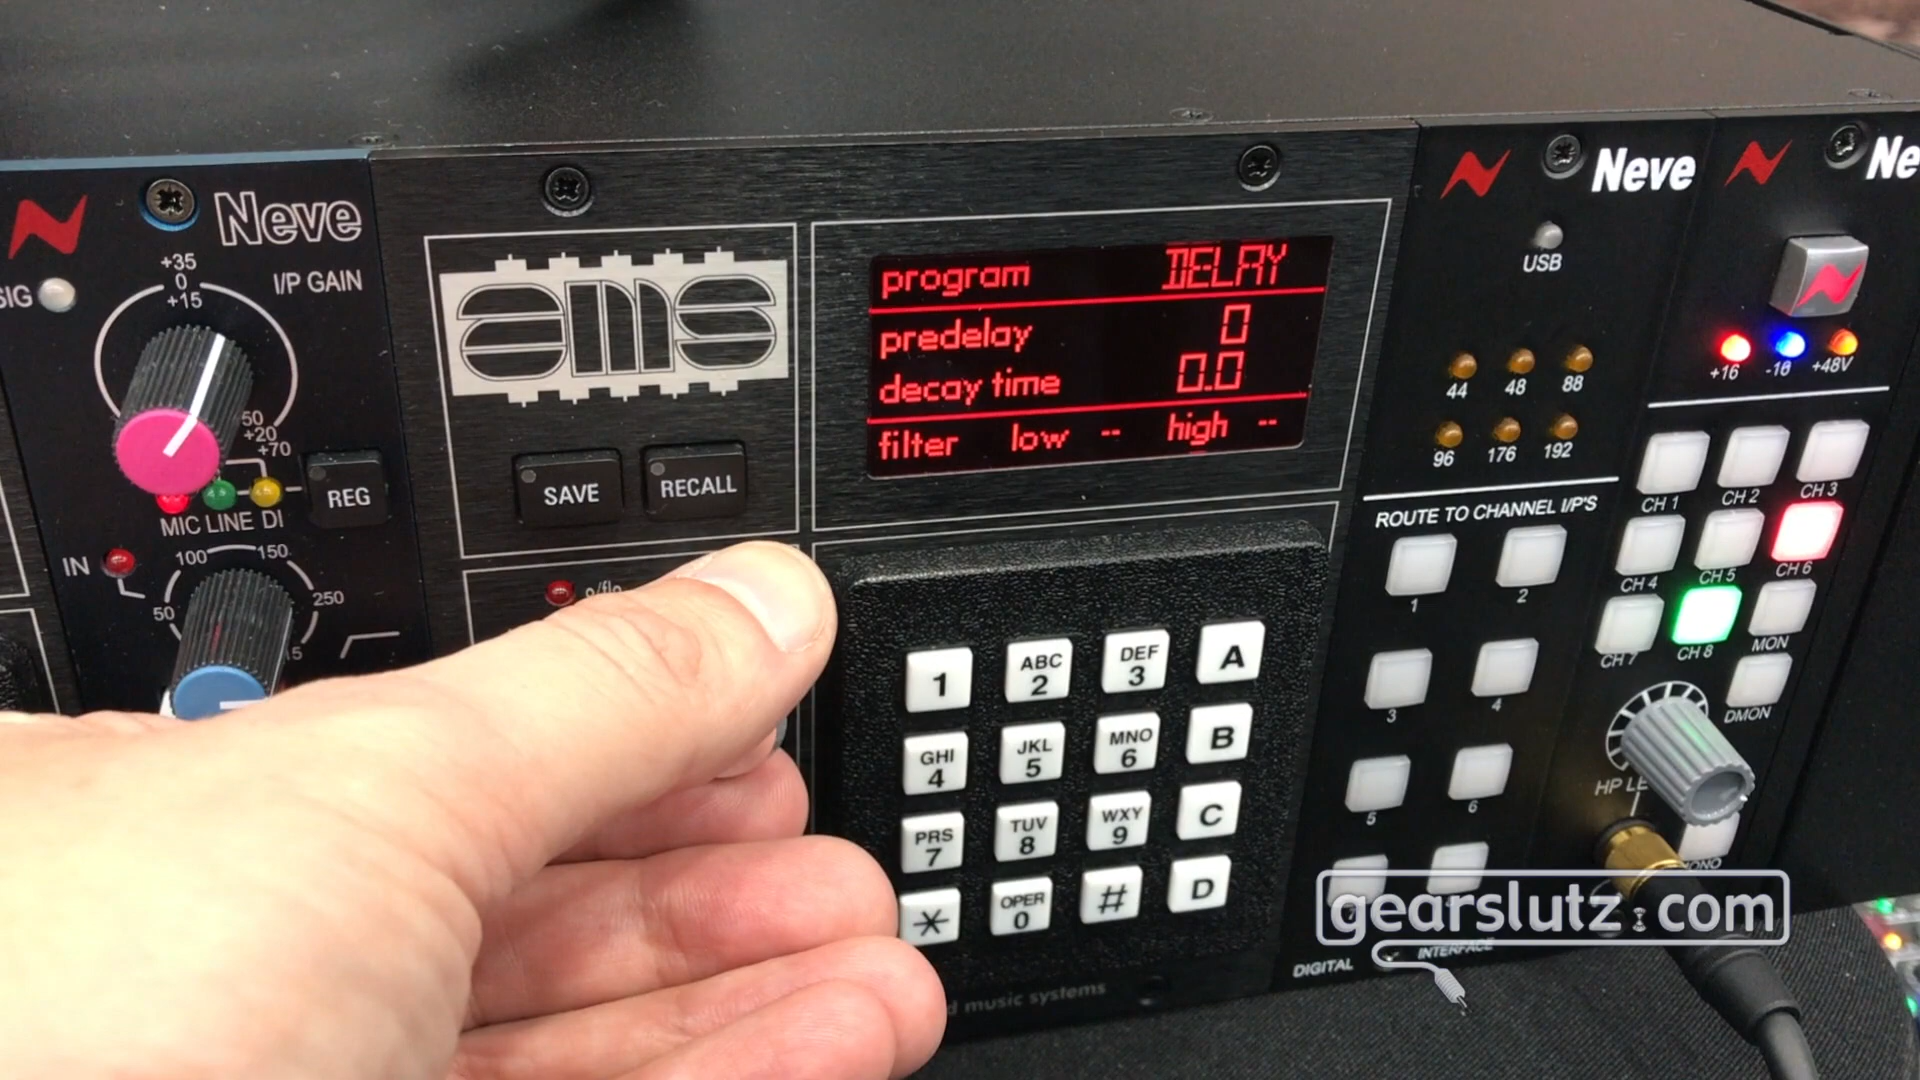 Neve
+35
0
+15
I/P GAIN
SIG
50
+20
+70
MIC LINE DI
REG
IN
100
150
50
250
ams
SAVE
RECALL
program DELAY
predelay 0
decay time 0.0
filter low -- high --
1
ABC 2
DEF 3
A
GHI 4
JKL 5
MNO 6
B
PRS 7
TUV 8
WXY 9
C
*
OPER 0
#
D
music systems
Neve
USB
44 48 88
96 176 192
ROUTE TO CHANNEL I/P'S
1 2
3 4
5 6
DIGITAL INTERFACE
+16 -18 +48V
CH 1 CH 2 CH 3
CH 4 CH 5 CH 6
CH 7 CH 8 MON
DMON
gearslutz.com